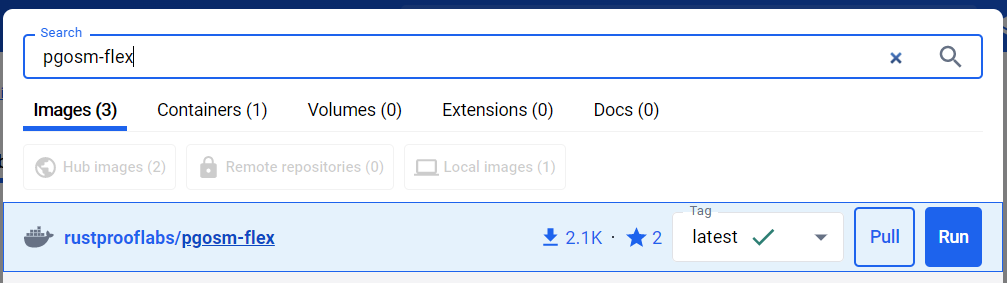 Search
pgosm-flex
Images (3) Containers (1) Volumes (0) Extensions (0) Docs (0)
Hub images (2) Remote repositories (0) Local images (1)
Tag
rustprooflabs/pgosm-flex 2.1K · 2 latest Pull Run